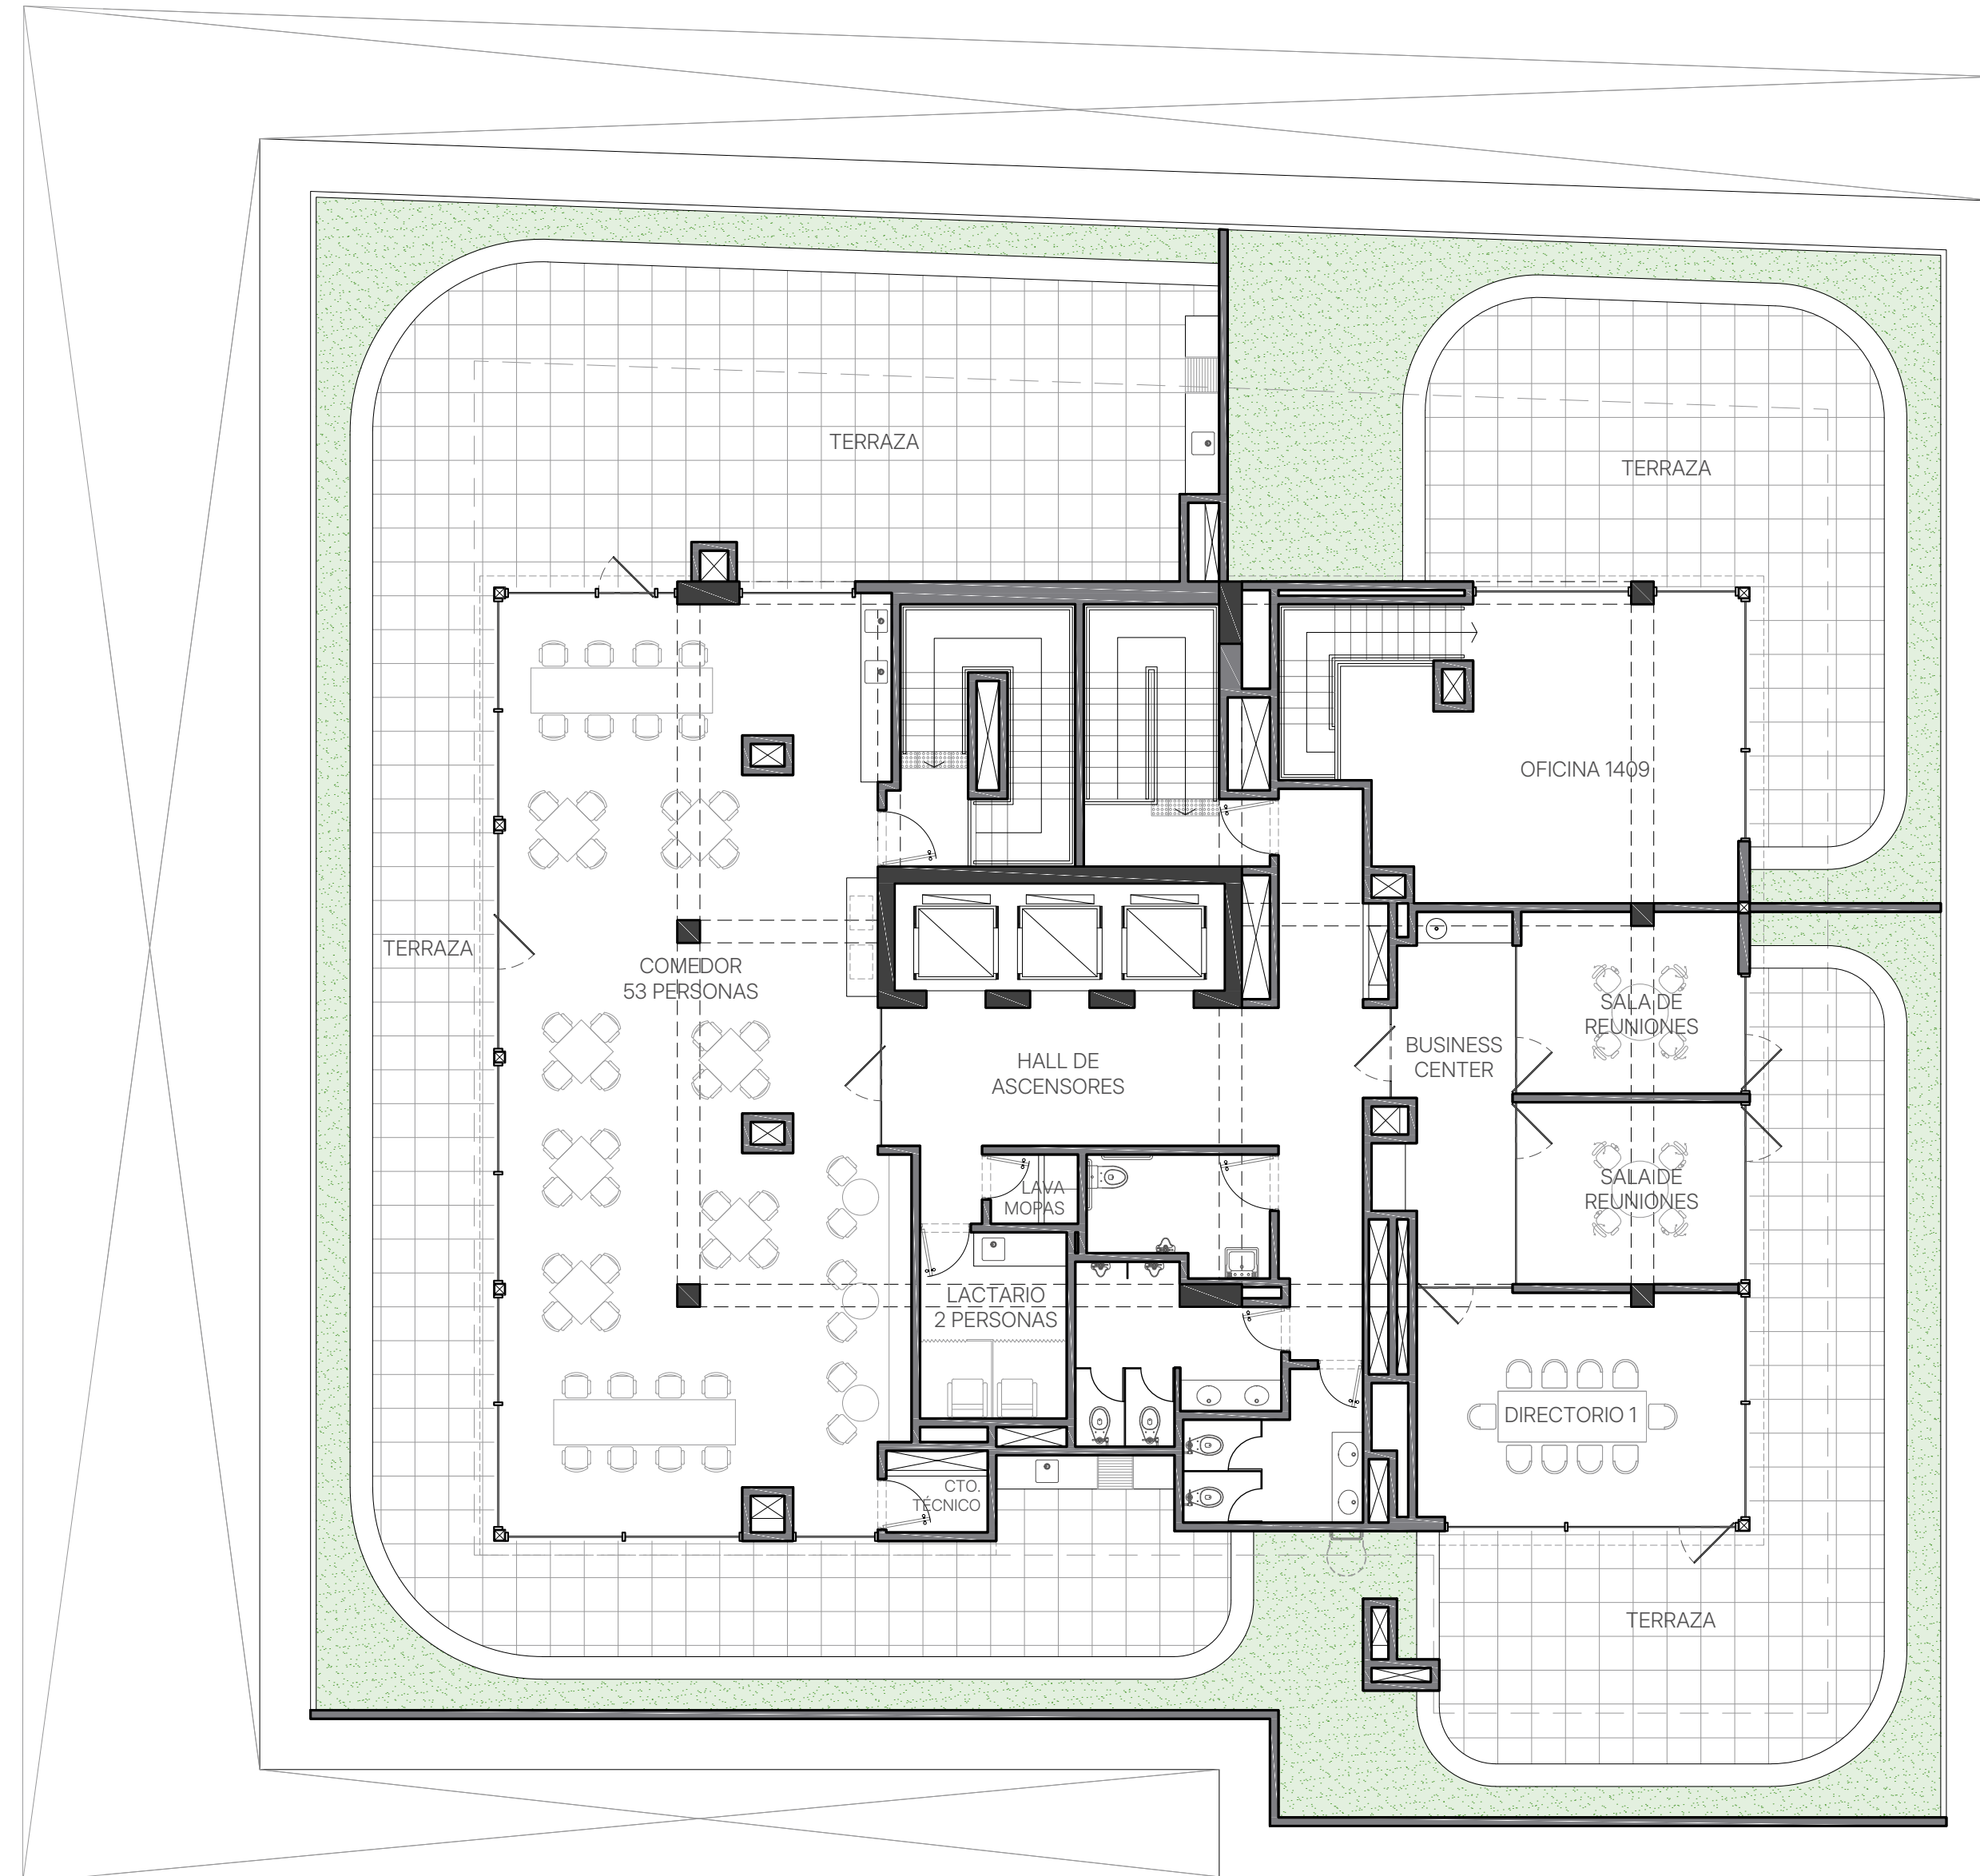 TERRAZA
TERRAZA
OFICINA 1409
TERRAZA
COMEDOR
53 PERSONAS
HALL DE
ASCENSORES
BUSINESS
CENTER
SALA DE
REUNIONES
SALA DE
REUNIONES
LAVA
MOPAS
LACTARIO
2 PERSONAS
DIRECTORIO 1
CTO.
TÉCNICO
TERRAZA